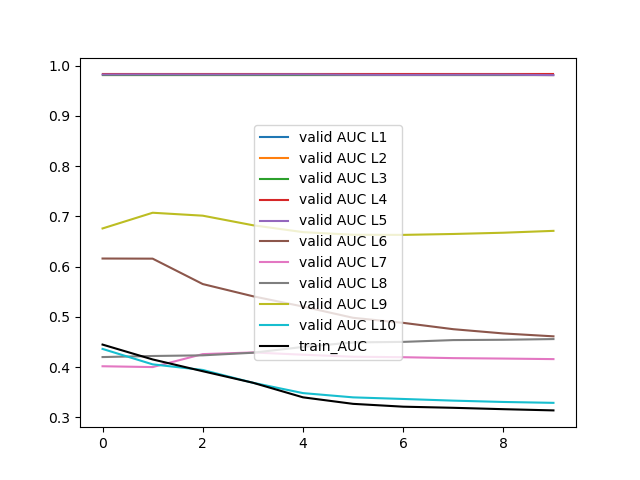 1.0
0.9
0.8
0.7
0.6
0.5
0.4
0.3
valid AUC L1
valid AUC L2
valid AUC L3
valid AUC L4
valid AUC L5
valid AUC L6
valid AUC L7
valid AUC L8
valid AUC L9
valid AUC L10
train_AUC
0 2 4 6 8